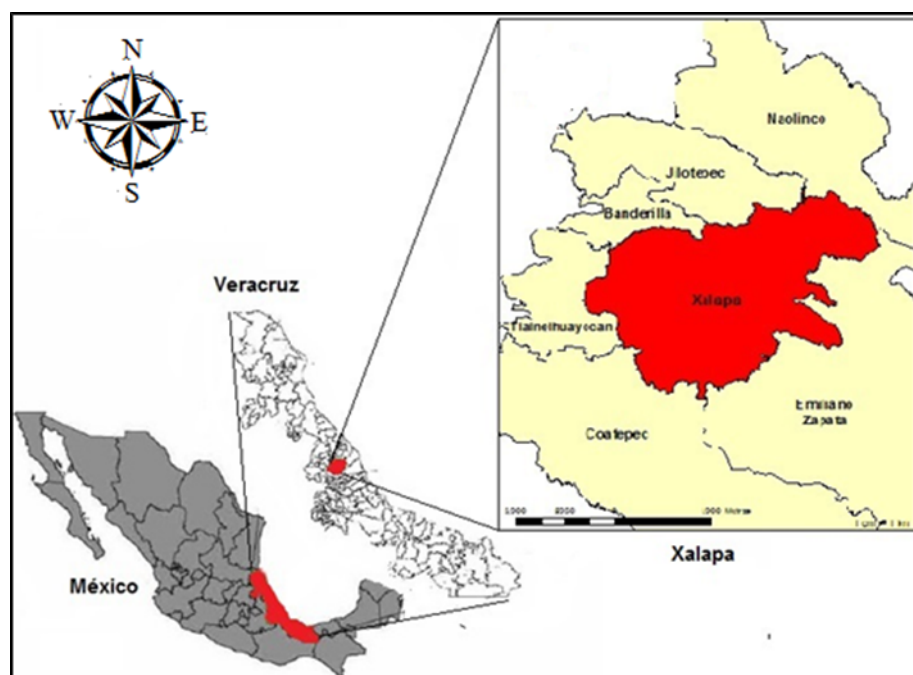 N
W E
S
Naolinco
Jilotepec
Banderilla
Veracruz
Xalapa
Tlalnelhuayocan
Emiliano
Zapata
Coatepec
México
Xalapa